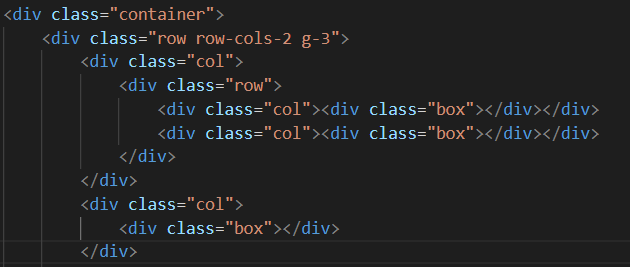 <div class="container">
    <div class="row row-cols-2 g-3">
        <div class="col">
            <div class="row">
                <div class="col"><div class="box"></div></div>
                <div class="col"><div class="box"></div></div>
            </div>
        </div>
        <div class="col">
            <div class="box"></div>
        </div>